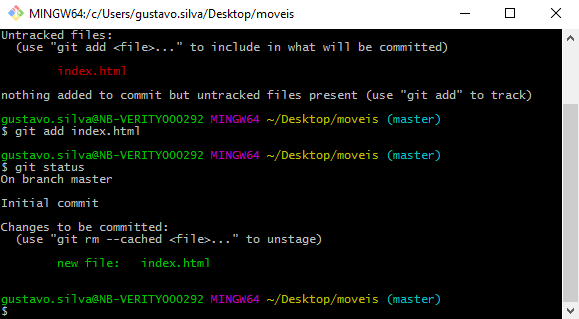 MINGW64:/c/Users/gustavo.silva/Desktop/moveis
Untracked files:
(use "git add <file>..." to include in what will be committed)
index.html
nothing added to commit but untracked files present (use "git add" to track)
gustavo.silva@NB-VERITY000292 MINGW64 ~/Desktop/moveis (master)
$ git add index.html
gustavo.silva@NB-VERITY000292 MINGW64 ~/Desktop/moveis (master)
$ git status
On branch master
Initial commit
Changes to be committed:
(use "git rm --cached <file>..." to unstage)
new file: index.html
gustavo.silva@NB-VERITY000292 MINGW64 ~/Desktop/moveis (master)
$